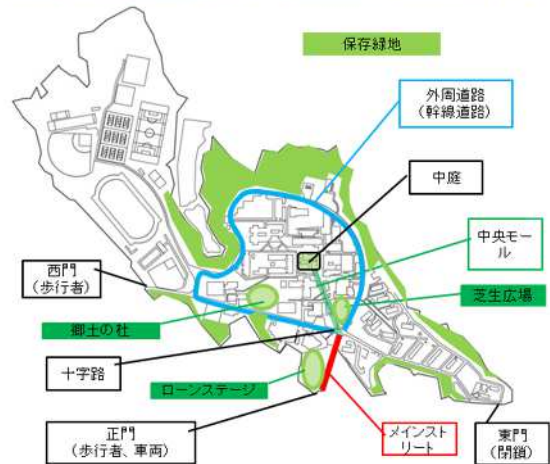 保存緑地
外周道路
(幹線道路)
中庭
中央モー
ル
西門
(歩行者)
芝生広場
郷土の杜
十字路
ローンステージ
正門
(歩行者、車両)
メインスト
リート
東門
(閉鎖)